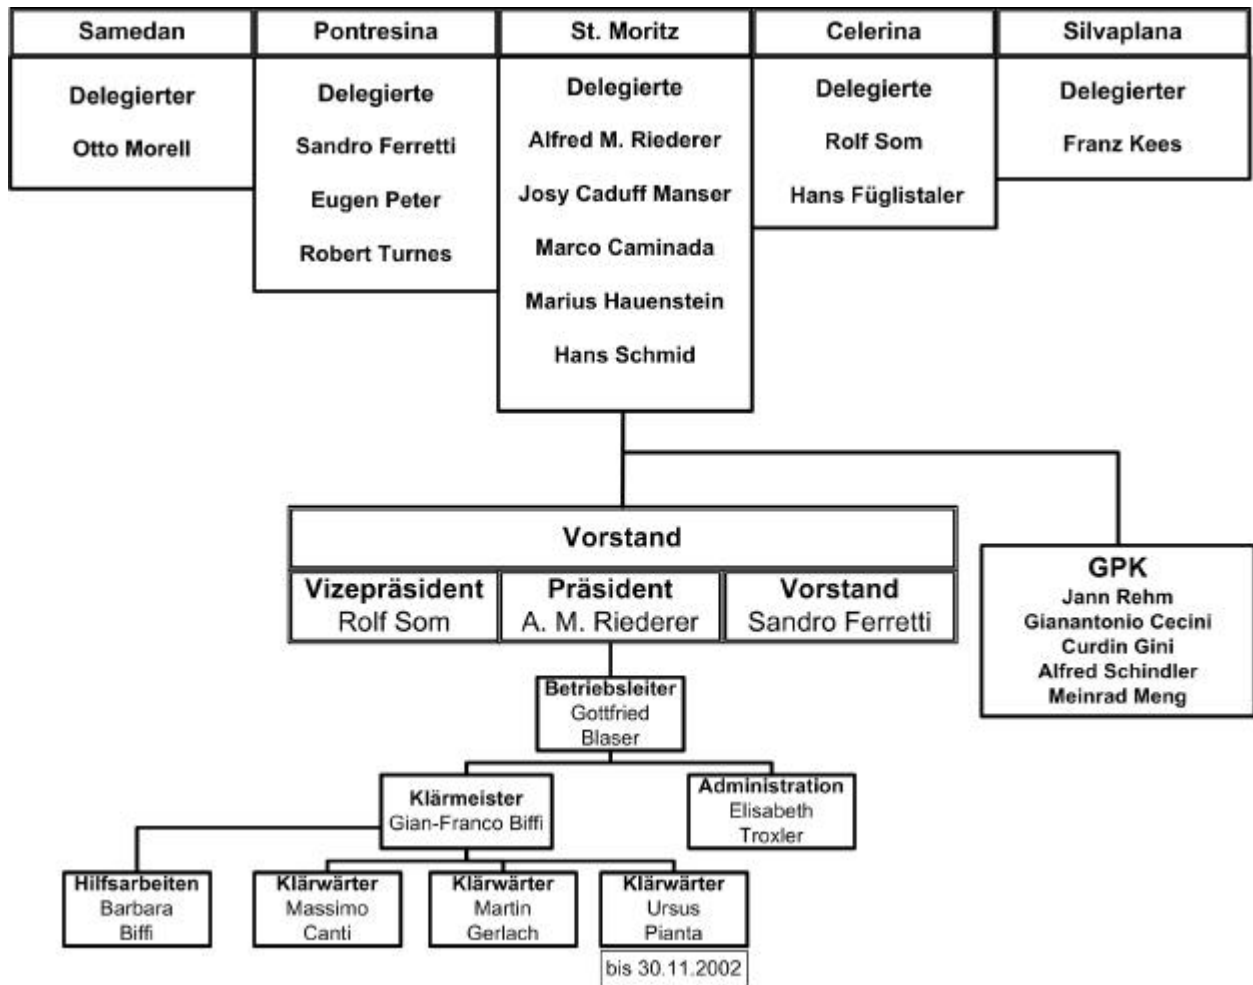 Samedan
Delegierter
Otto Morell
Pontresina
Delegierte
Sandro Ferretti
Eugen Peter
Robert Turnes
St. Moritz
Delegierte
Alfred M. Riederer
Josy Caduff Manser
Marco Caminada
Marius Hauenstein
Hans Schmid
Celerina
Delegierte
Rolf Som
Hans Füglistaler
Silvaplana
Delegierter
Franz Kees
Vorstand
Vizepräsident
Rolf Som
Präsident
A. M. Riederer
Vorstand
Sandro Ferretti
GPK
Jann Rehm
Gianantonio Cecini
Curdin Gini
Alfred Schindler
Meinrad Meng
Betriebsleiter
Gottfried
Blaser
Klärmeister
Gian-Franco Biffi
Administration
Elisabeth
Troxler
Hilfsarbeiten
Barbara
Biffi
Klärwärter
Massimo
Canti
Klärwärter
Martin
Gerlach
Klärwärter
Ursus
Pianta
bis 30.11.2002